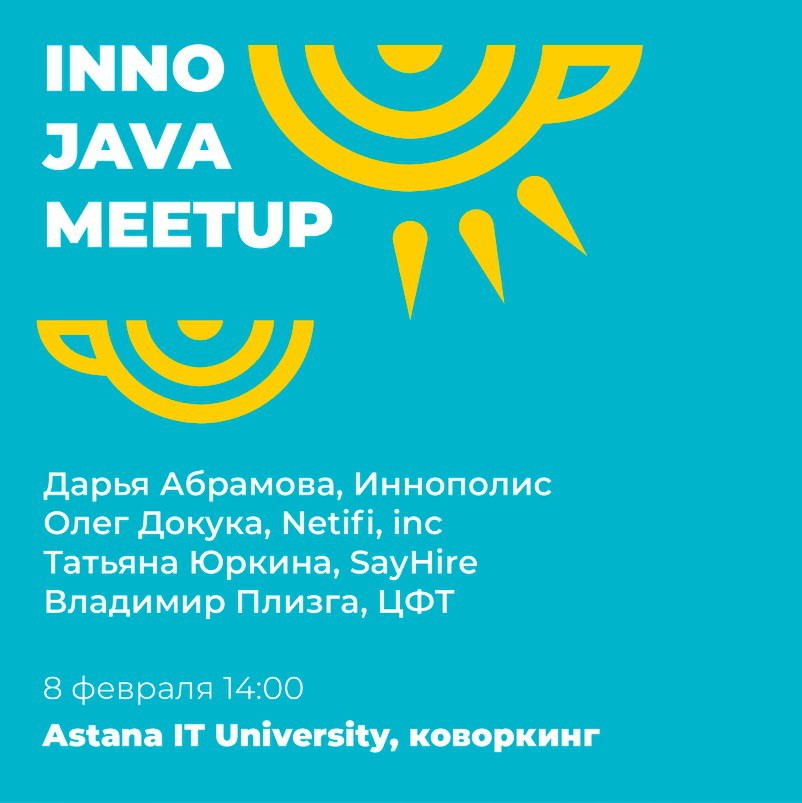 INNO
JAVA
MEETUP
Дарья Абрамова, Иннополис
Олег Докука, Netifi, inc
Татьяна Юркина, SayHire
Владимир Плизга, ЦФТ
8 февраля 14:00
Astana IT University, коворкинг